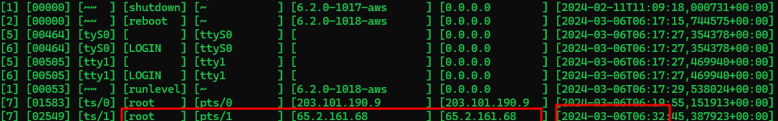 [1] [00000] [~~  ] [shutdown] [~           ] [6.2.0-1017-aws      ] [0.0.0.0        ] [2024-02-11T11:09:18,000731+00:00]
[2] [00000] [~~  ] [reboot  ] [~           ] [6.2.0-1018-aws      ] [0.0.0.0        ] [2024-03-06T06:17:15,744575+00:00]
[5] [00464] [tyS0] [        ] [ttyS0       ] [                    ] [0.0.0.0        ] [2024-03-06T06:17:27,354378+00:00]
[6] [00464] [tyS0] [LOGIN   ] [ttyS0       ] [                    ] [0.0.0.0        ] [2024-03-06T06:17:27,354378+00:00]
[5] [00505] [tty1] [        ] [tty1        ] [                    ] [0.0.0.0        ] [2024-03-06T06:17:27,469940+00:00]
[6] [00505] [tty1] [LOGIN   ] [tty1        ] [                    ] [0.0.0.0        ] [2024-03-06T06:17:27,469940+00:00]
[1] [00053] [~~  ] [runlevel] [~           ] [6.2.0-1018-aws      ] [0.0.0.0        ] [2024-03-06T06:17:29,538024+00:00]
[7] [01583] [ts/0] [root    ] [pts/0       ] [203.101.190.9       ] [203.101.190.9  ] [2024-03-06T06:19:55,151913+00:00]
[7] [02549] [ts/1] [root    ] [pts/1       ] [65.2.161.68         ] [65.2.161.68    ] [2024-03-06T06:32:45,387923+00:00]